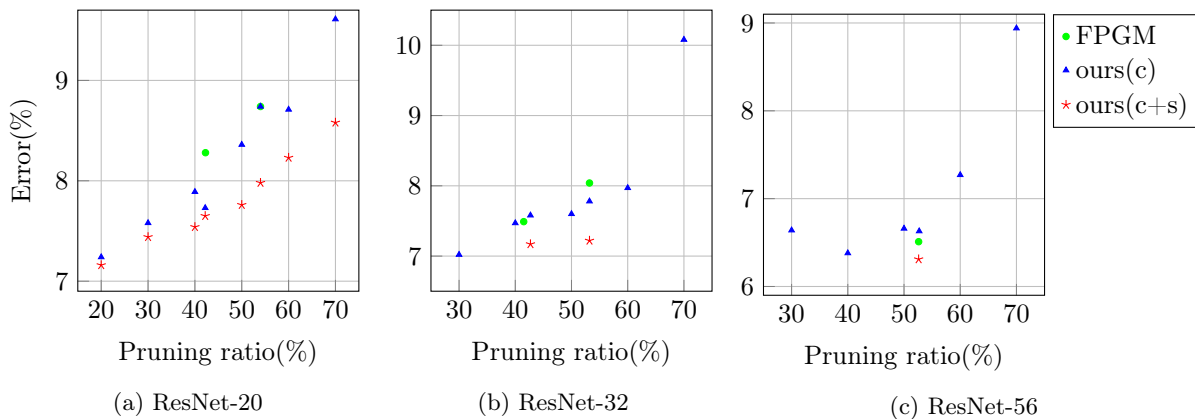 Error(%)
9
8
7
20 30 40 50 60 70
Pruning ratio(%)
(a) ResNet-20
10
9
8
7
30 40 50 60 70
Pruning ratio(%)
(b) ResNet-32
9
8
7
6
30 40 50 60 70
Pruning ratio(%)
(c) ResNet-56
FPGM
ours(c)
ours(c+s)